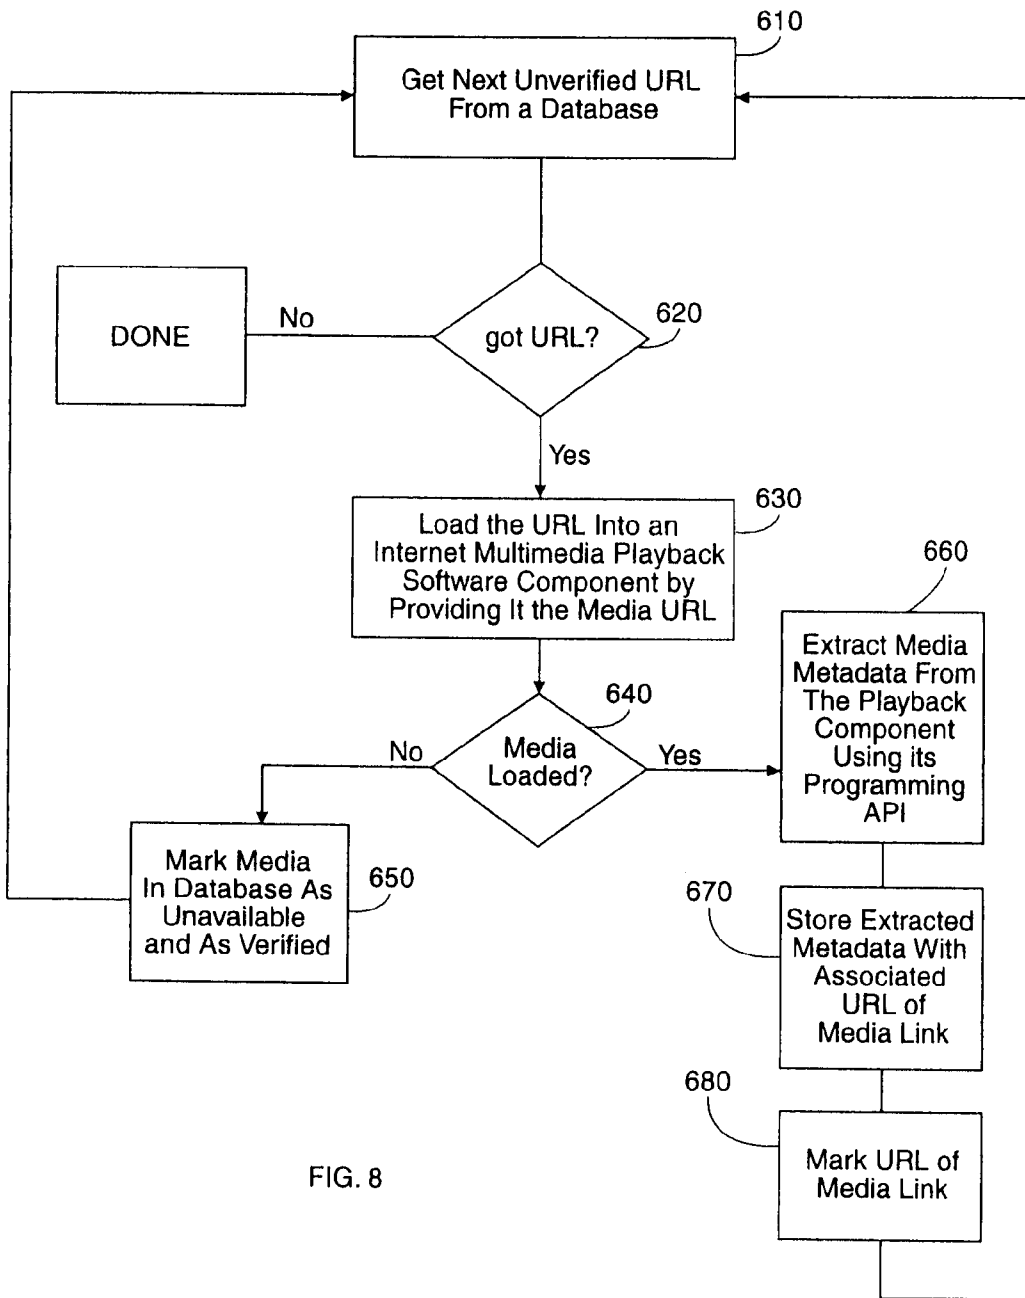 610
Get Next Unverified URL
From a Database
DONE
No
got URL?
620
Yes
630
Load the URL Into an
Internet Multimedia Playback
Software Component by
Providing It the Media URL
660
Extract Media
Metadata From
The Playback
Component
Using its
Programming
API
640
No
Media
Loaded?
Yes
Mark Media
In Database As
Unavailable
and As Verified
650
670
Store Extracted
Metadata With
Associated
URL of
Media Link
680
Mark URL of
Media Link
FIG. 8